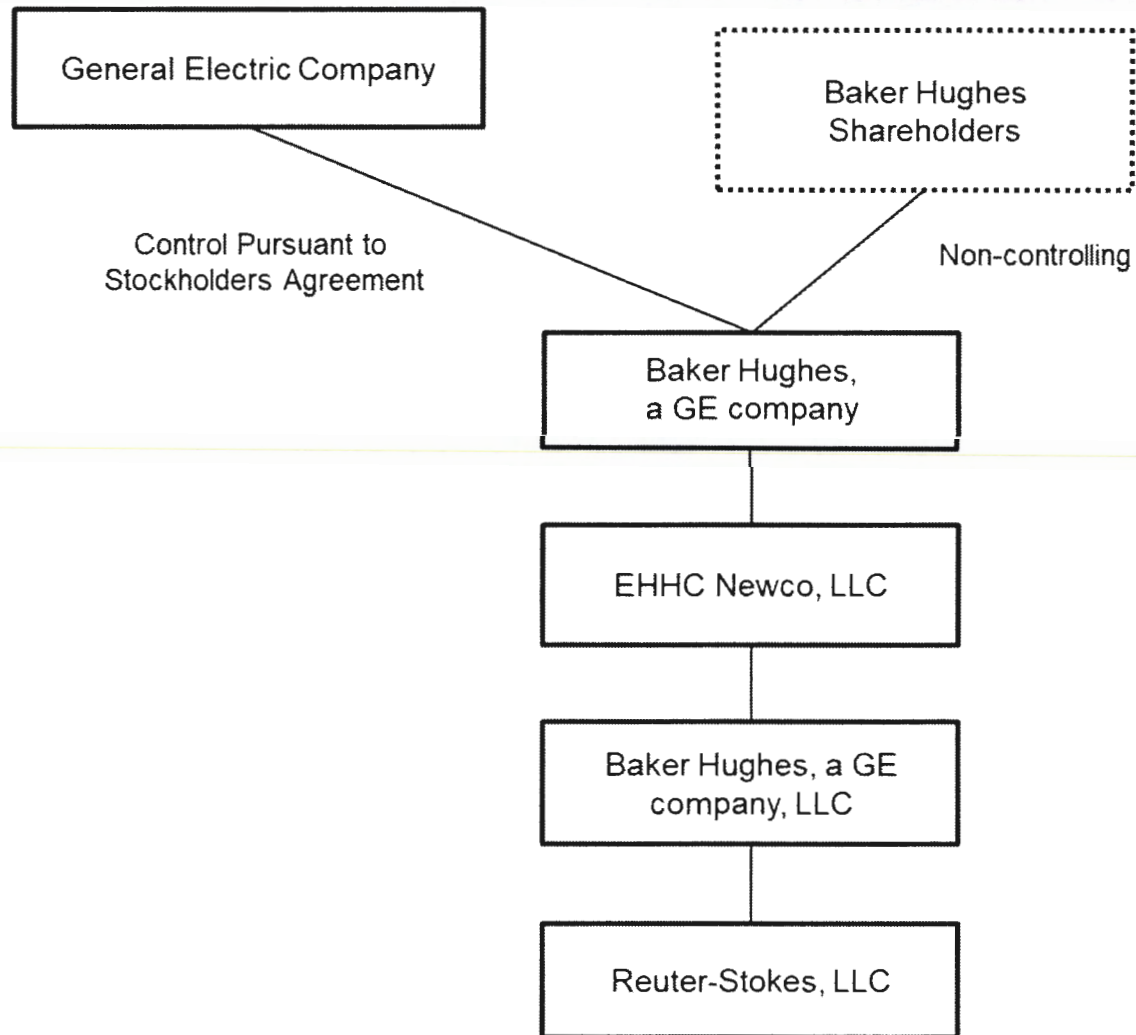 General Electric Company
Baker Hughes
Shareholders
Control Pursuant to
Stockholders Agreement
Non-controlling
Baker Hughes,
a GE company
EHHC Newco, LLC
Baker Hughes, a GE
company, LLC
Reuter-Stokes, LLC